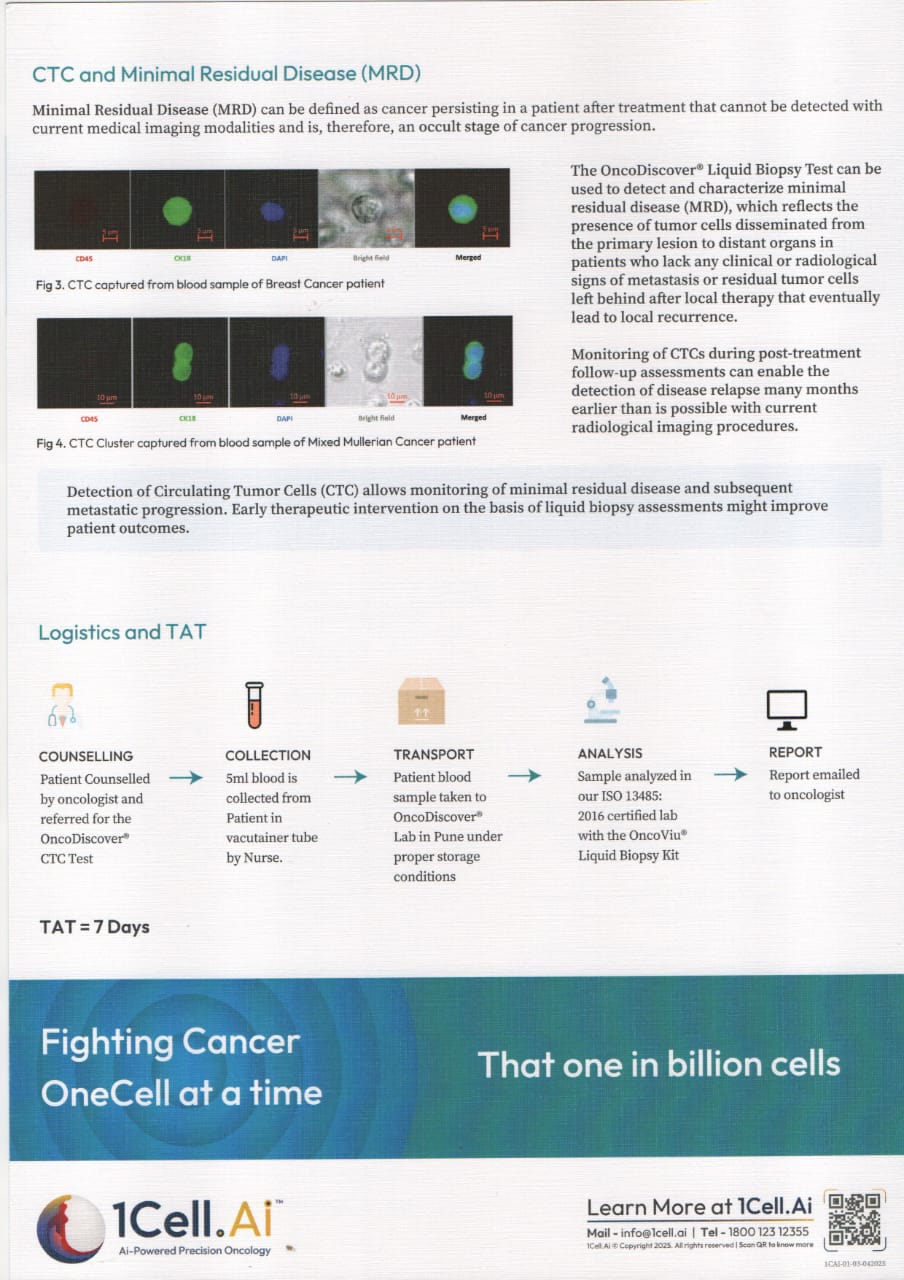 CTC and Minimal Residual Disease (MRD)
Minimal Residual Disease (MRD) can be defined as cancer persisting in a patient after treatment that cannot be detected with
current medical imaging modalities and is, therefore, an occult stage of cancer progression.
5 µm
5 µm
5 µm
5 µm
5 µm
CD45
CK18
DAPI
Bright field
Merged
Fig 3. CTC captured from blood sample of Breast Cancer patient
10 µm
10 µm
10 µm
10 µm
10 µm
CD45
CK18
DAPI
Bright field
Merged
Fig 4. CTC Cluster captured from blood sample of Mixed Mullerian Cancer patient
The OncoDiscover® Liquid Biopsy Test can be
used to detect and characterize minimal
residual disease (MRD), which reflects the
presence of tumor cells disseminated from
the primary lesion to distant organs in
patients who lack any clinical or radiological
signs of metastasis or residual tumor cells
left behind after local therapy that eventually
lead to local recurrence.
Monitoring of CTCs during post-treatment
follow-up assessments can enable the
detection of disease relapse many months
earlier than is possible with current
radiological imaging procedures.
Detection of Circulating Tumor Cells (CTC) allows monitoring of minimal residual disease and subsequent
metastatic progression. Early therapeutic intervention on the basis of liquid biopsy assessments might improve
patient outcomes.
Logistics and TAT
COUNSELLING
Patient Counselled
by oncologist and
referred for the
OncoDiscover®
CTC Test
COLLECTION
5ml blood is
collected from
Patient in
vacutainer tube
by Nurse.
TRANSPORT
Patient blood
sample taken to
OncoDiscover®
Lab in Pune under
proper storage
conditions
ANALYSIS
Sample analyzed in
our ISO 13485:
2016 certified lab
with the OncoViu®
Liquid Biopsy Kit
REPORT
Report emailed
to oncologist
TAT = 7 Days
Fighting Cancer
OneCell at a time
That one in billion cells
1Cell.Ai™
Ai-Powered Precision Oncology
Learn More at 1Cell.Ai
Mail - info@1cell.ai | Tel - 1800 123 12355
1Cell.Ai © Copyright 2025. All rights reserved | Scan QR to know more
1CAI-01-03-042025